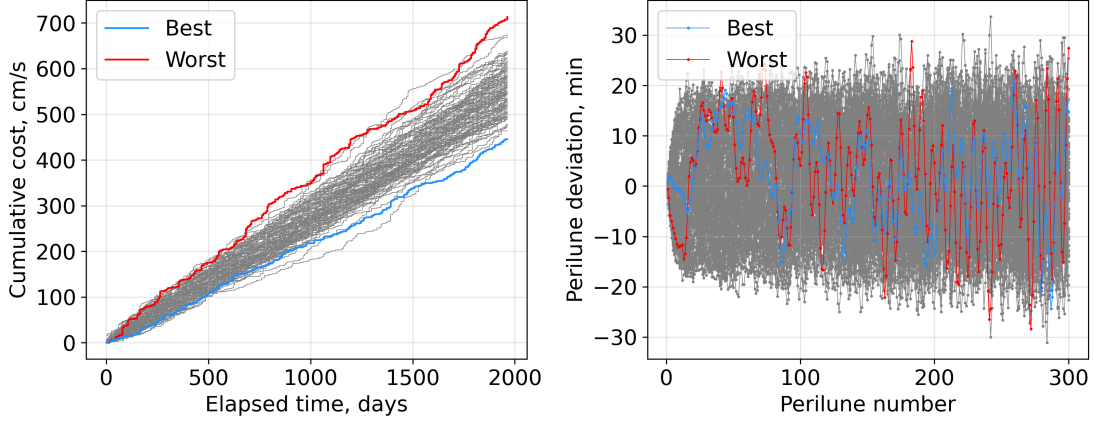 Cumulative cost, cm/s
700
600
500
400
300
200
100
0
Best
Worst
0 500 1000 1500 2000
Elapsed time, days
Perilune deviation, min
30
20
10
0
−10
−20
−30
Best
Worst
0 100 200 300
Perilune number